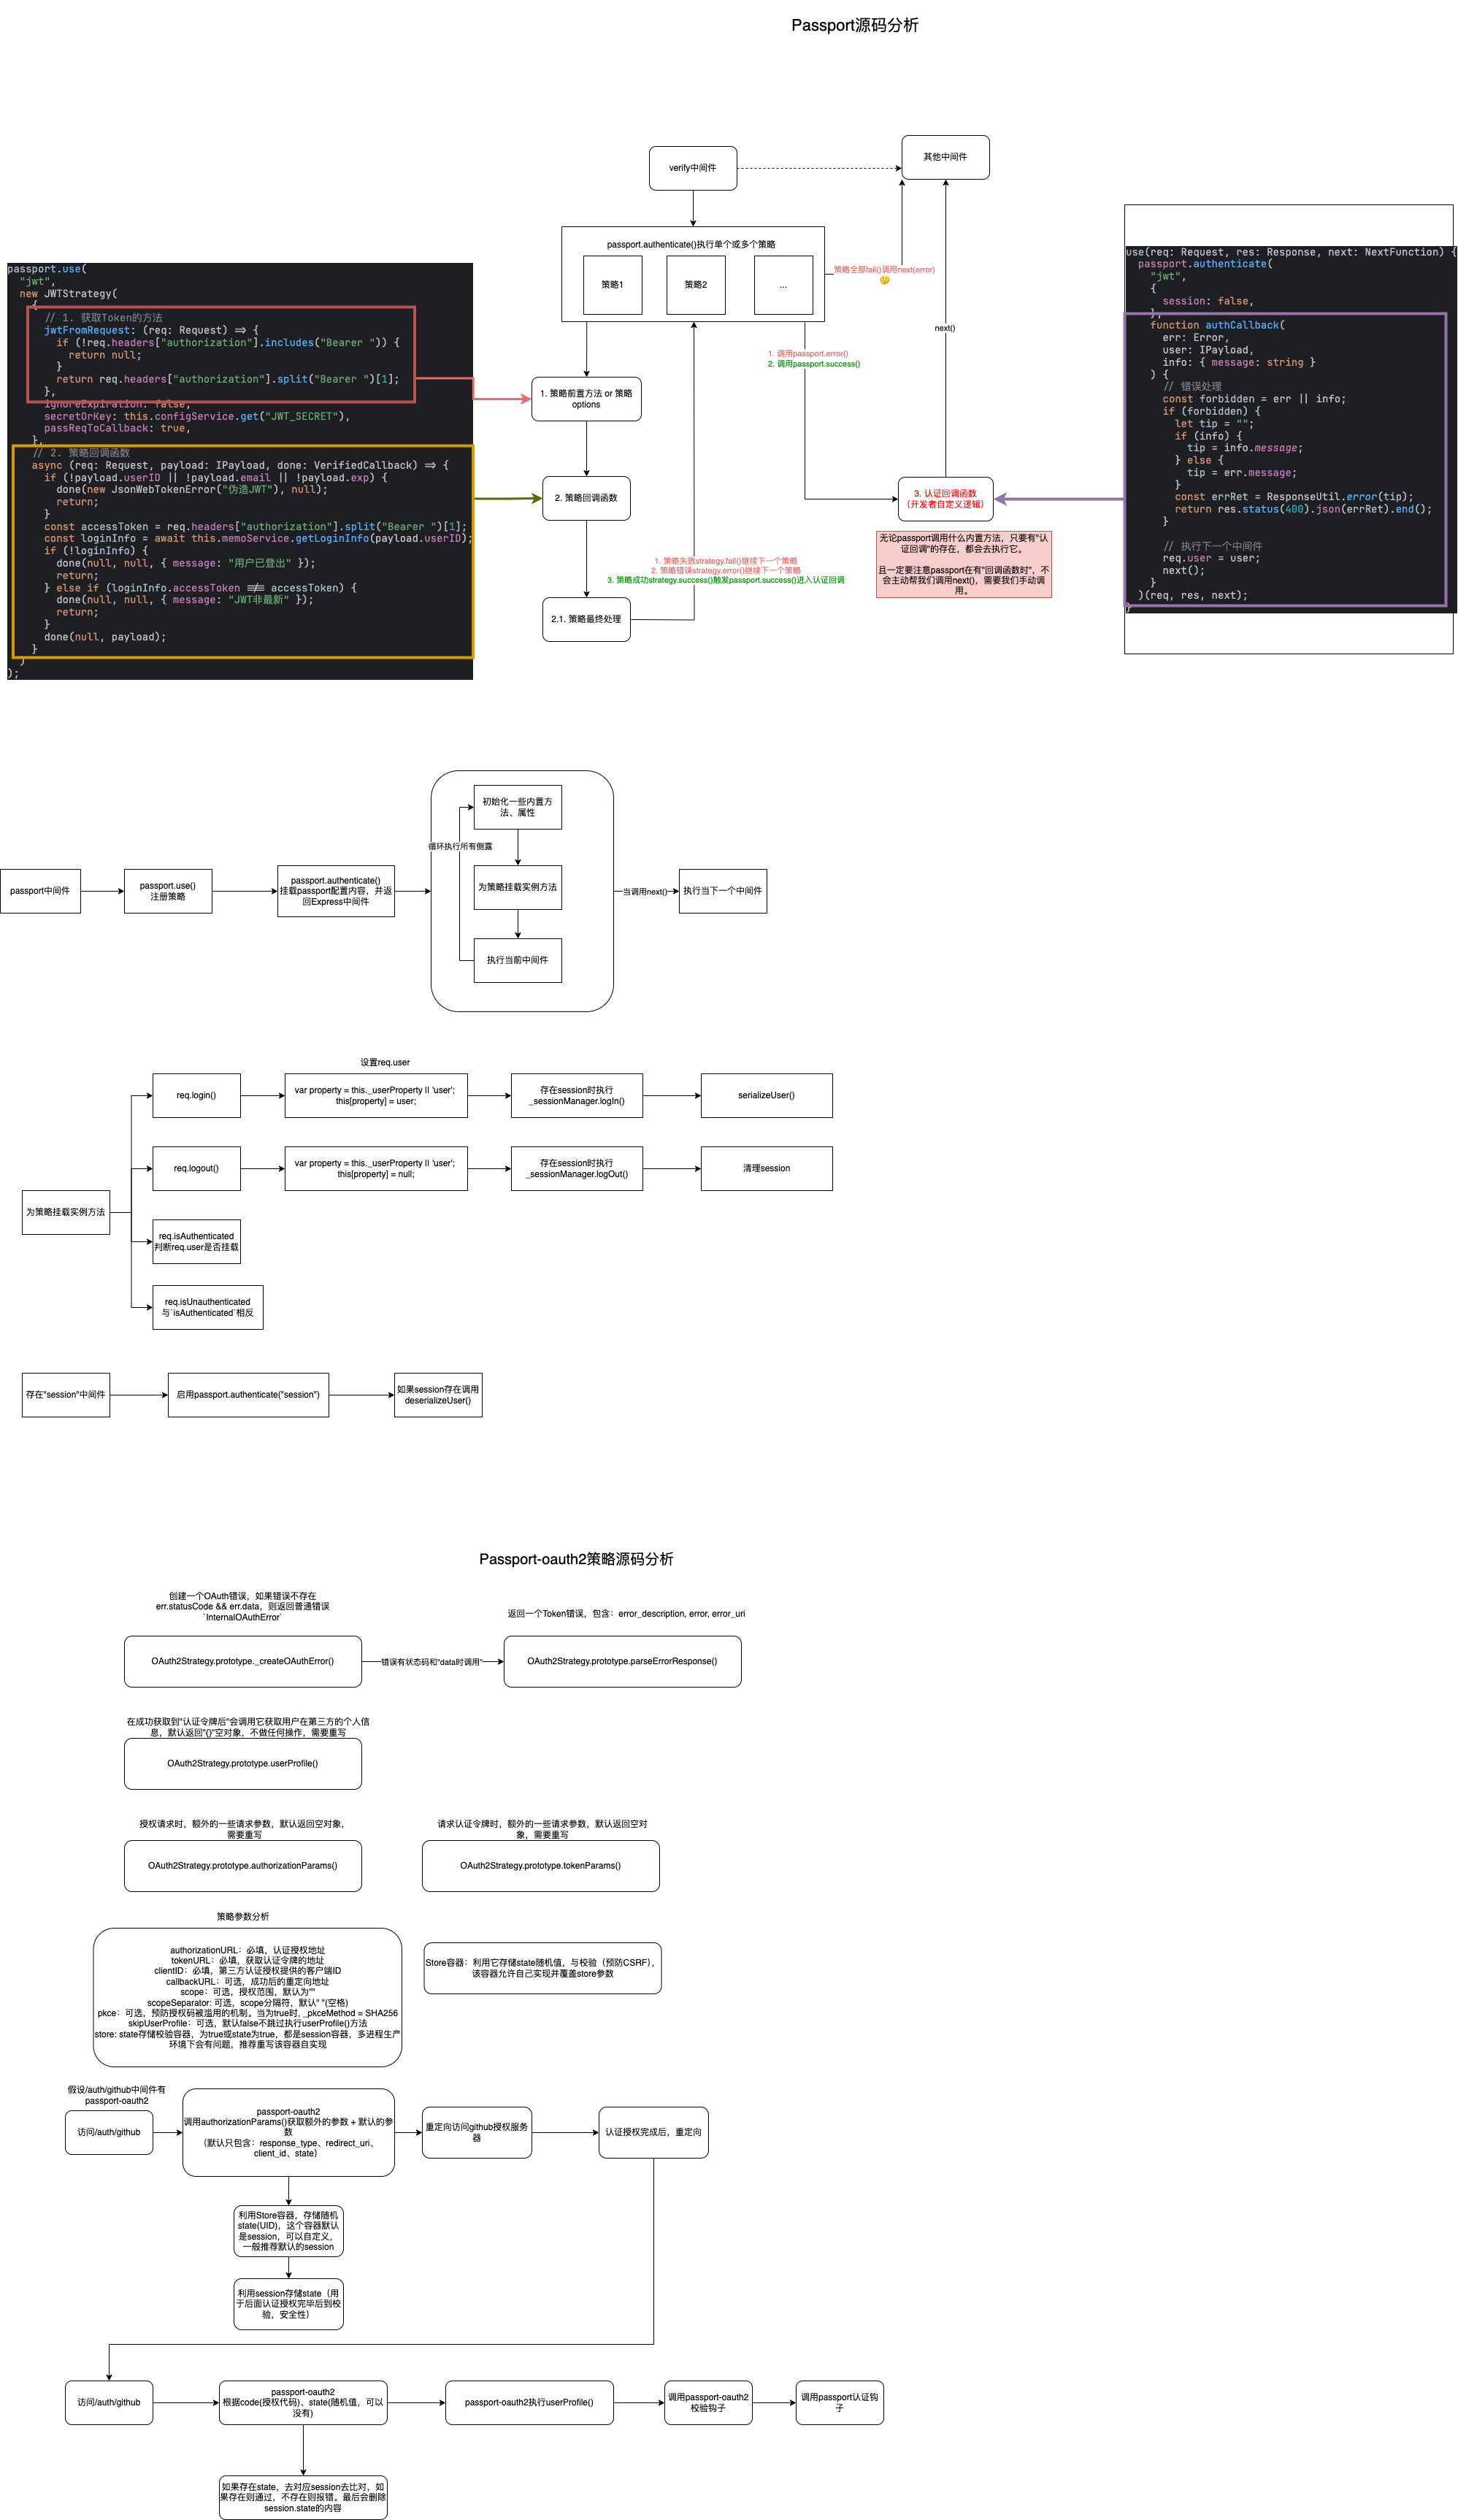 Passport源码分析
其他中间件
verify中间件
passport.authenticate()执行单个或多个策略
策略1
策略2
...
策略全部fail()调用next(error)
🤔
next()
1. 调用passport.error()
2. 调用passport.success()
1. 策略前置方法 or 策略
options
2. 策略回调函数
3. 认证回调函数
（开发者自定义逻辑）
无论passport调用什么内置方法，只要有"认
证回调"的存在，都会去执行它。
且一定要注意passport在有"回调函数时"，不
会主动帮我们调用next()，需要我们手动调
用。
1. 策略失败strategy.fail()继续下一个策略
2. 策略错误strategy.error()继续下一个策略
3. 策略成功strategy.success()触发passport.success()进入认证回调
2.1. 策略最终处理
passport.use(
"jwt",
new JWTStrategy(
{
// 1. 获取Token的方法
jwtFromRequest: (req: Request) => {
if (!req.headers["authorization"].includes("Bearer ")) {
return null;
}
return req.headers["authorization"].split("Bearer ")[1];
},
ignoreExpiration: false,
secretOrKey: this.configService.get("JWT_SECRET"),
passReqToCallback: true,
},
// 2. 策略回调函数
async (req: Request, payload: IPayload, done: VerifiedCallback) => {
if (!payload.userID || !payload.email || !payload.exp) {
done(new JsonWebTokenError("伪造JWT"), null);
return;
}
const accessToken = req.headers["authorization"].split("Bearer ")[1];
const loginInfo = await this.memoService.getLoginInfo(payload.userID);
if (!loginInfo) {
done(null, null, { message: "用户已登出" });
return;
} else if (loginInfo.accessToken !== accessToken) {
done(null, null, { message: "JWT非最新" });
return;
}
done(null, payload);
}
)
);
use(req: Request, res: Response, next: NextFunction) {
passport.authenticate(
"jwt",
{
session: false,
},
function authCallback(
err: Error,
user: IPayload,
info: { message: string }
) {
// 错误处理
const forbidden = err || info;
if (forbidden) {
let tip = "";
if (info) {
tip = info.message;
} else {
tip = err.message;
}
const errRet = ResponseUtil.error(tip);
return res.status(400).json(errRet).end();
}
// 执行下一个中间件
req.user = user;
next();
}
)(req, res, next);
}
passport中间件
passport.use()
注册策略
passport.authenticate()
挂载passport配置内容，并返
回Express中间件
初始化一些内置方
法、属性
循环执行所有侧露
为策略挂载实例方法
执行当前中间件
当调用next()
执行当下一个中间件
设置req.user
为策略挂载实例方法
req.login()
var property = this._userProperty || 'user';
this[property] = user;
存在session时执行
_sessionManager.logIn()
serializeUser()
req.logout()
var property = this._userProperty || 'user';
this[property] = null;
存在session时执行
_sessionManager.logOut()
清理session
req.isAuthenticated
判断req.user是否挂载
req.isUnauthenticated
与`isAuthenticated`相反
存在"session"中间件
启用passport.authenticate("session")
如果session存在调用
deserializeUser()
Passport-oauth2策略源码分析
创建一个OAuth错误，如果错误不存在
err.statusCode && err.data，则返回普通错误
`InternalOAuthError`
OAuth2Strategy.prototype._createOAuthError()
错误有状态码和"data时调用"
返回一个Token错误，包含：error_description, error, error_uri
OAuth2Strategy.prototype.parseErrorResponse()
在成功获取到"认证令牌后"会调用它获取用户在第三方的个人信
息，默认返回"{}"空对象，不做任何操作，需要重写
OAuth2Strategy.prototype.userProfile()
授权请求时，额外的一些请求参数，默认返回空对象，
需要重写
OAuth2Strategy.prototype.authorizationParams()
请求认证令牌时，额外的一些请求参数，默认返回空对
象，需要重写
OAuth2Strategy.prototype.tokenParams()
策略参数分析
authorizationURL：必填，认证授权地址
tokenURL：必填，获取认证令牌的地址
clientID：必填，第三方认证授权提供的客户端ID
callbackURL：可选，成功后的重定向地址
scope：可选，授权范围，默认为""
scopeSeparator: 可选，scope分隔符，默认" "(空格)
pkce：可选，预防授权码被滥用的机制。当为true时, _pkceMethod = SHA256
skipUserProfile：可选，默认false不跳过执行userProfile()方法
store: state存储校验容器，为true或state为true，都是session容器，多进程生产
环境下会有问题，推荐重写该容器自实现
Store容器：利用它存储state随机值，与校验（预防CSRF），
该容器允许自己实现并覆盖store参数
假设/auth/github中间件有
passport-oauth2
访问/auth/github
passport-oauth2
调用authorizationParams()获取额外的参数 + 默认的参
数
（默认只包含：response_type、redirect_uri、
client_id、state）
重定向访问github授权服务
器
认证授权完成后，重定向
利用Store容器，存储随机
state(UID)，这个容器默认
是session，可以自定义，
一般推荐默认的session
利用session存储state（用
于后面认证授权完毕后到校
验，安全性）
访问/auth/github
passport-oauth2
根据code(授权代码)、state(随机值，可以
没有)
passport-oauth2执行userProfile()
调用passport-oauth2
校验钩子
调用passport认证钩
子
如果存在state，去对应session去比对，如
果存在则通过，不存在则报错。最后会删除
session.state的内容